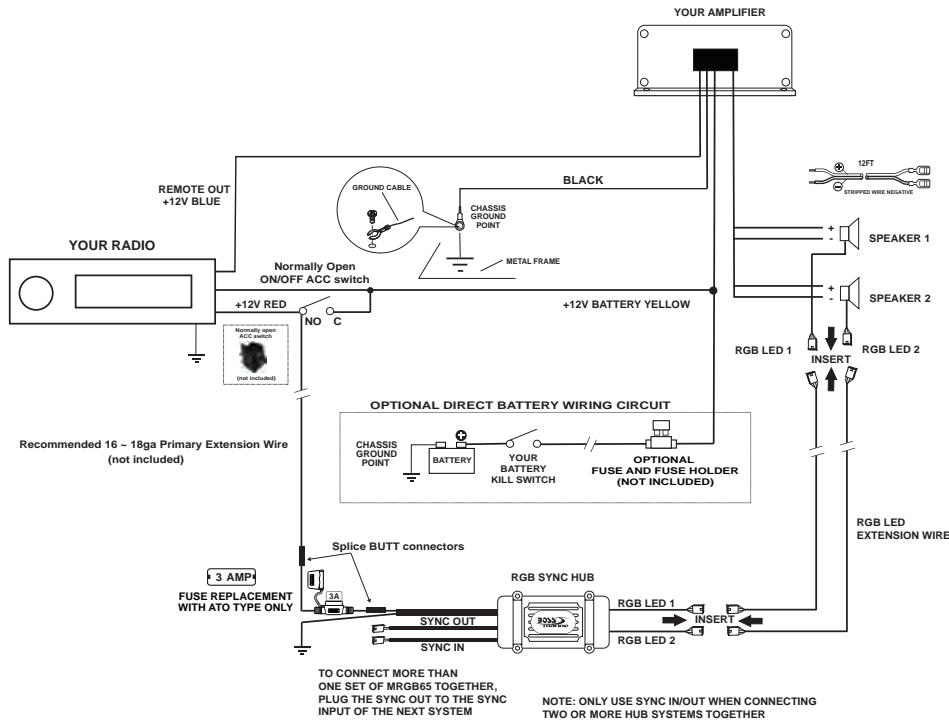 YOUR AMPLIFIER
REMOTE OUT
+12V BLUE
GROUND CABLE
BLACK
CHASSIS
GROUND
POINT
METAL FRAME
+
12FT
-
STRIPPED WIRE NEGATIVE
YOUR RADIO
Normally Open
ON/OFF ACC switch
+12V RED
NO C
+12V BATTERY YELLOW
+
-
SPEAKER 1
+
-
SPEAKER 2
Normally open
ACC switch
(not included)
RGB LED 1
INSERT
RGB LED 2
Recommended 16 ~ 18ga Primary Extension Wire
(not included)
OPTIONAL DIRECT BATTERY WIRING CIRCUIT
CHASSIS
GROUND
POINT
+
BATTERY
YOUR
BATTERY
KILL SWITCH
OPTIONAL
FUSE AND FUSE HOLDER
(NOT INCLUDED)
RGB LED
EXTENSION WIRE
Splice BUTT connectors
3 AMP
FUSE REPLACEMENT
WITH ATO TYPE ONLY
3A
RGB SYNC HUB
BOSS
SYNC OUT
SYNC IN
RGB LED 1
INSERT
RGB LED 2
TO CONNECT MORE THAN
ONE SET OF MRGB65 TOGETHER,
PLUG THE SYNC OUT TO THE SYNC
INPUT OF THE NEXT SYSTEM
NOTE: ONLY USE SYNC IN/OUT WHEN CONNECTING
TWO OR MORE HUB SYSTEMS TOGETHER